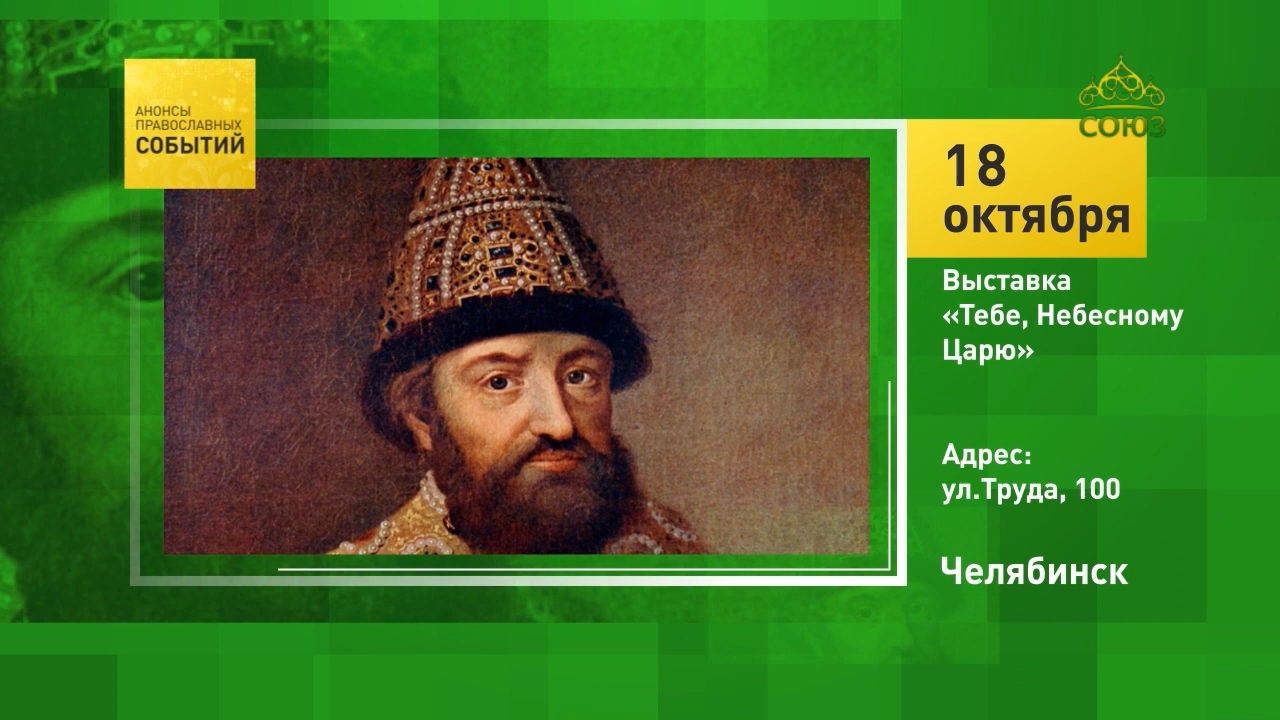 АНОНСЫ
ПРАВОСЛАВНЫХ
СОБЫТИЙ
СОЮЗ
18
октября
Выставка
«Тебе, Небесному
Царю»
Адрес:
ул.Труда, 100
Челябинск